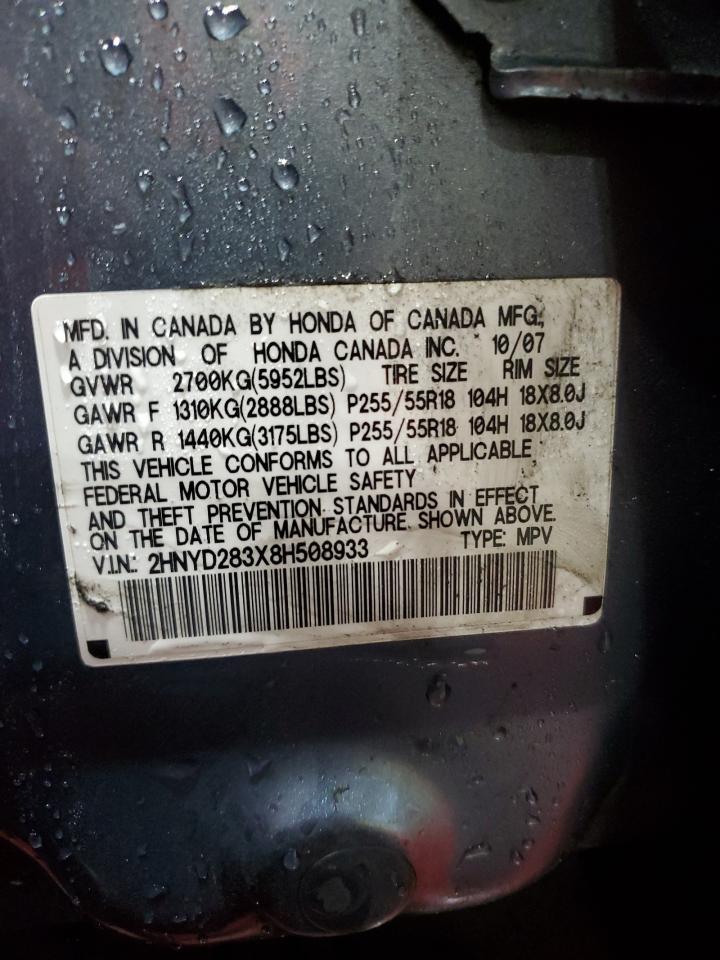 MFD. IN CANADA BY HONDA OF CANADA MFG.,
A DIVISION OF HONDA CANADA INC. 10/07
GVWR 2700KG(5952LBS) TIRE SIZE RIM SIZE
GAWR F 1310KG(2888LBS) P255/55R18 104H 18X8.0J
GAWR R 1440KG(3175LBS) P255/55R18 104H 18X8.0J
THIS VEHICLE CONFORMS TO ALL APPLICABLE
FEDERAL MOTOR VEHICLE SAFETY
AND THEFT PREVENTION STANDARDS IN EFFECT
ON THE DATE OF MANUFACTURE SHOWN ABOVE.
V.I.N.: 2HNYD283X8H508933 TYPE: MPV